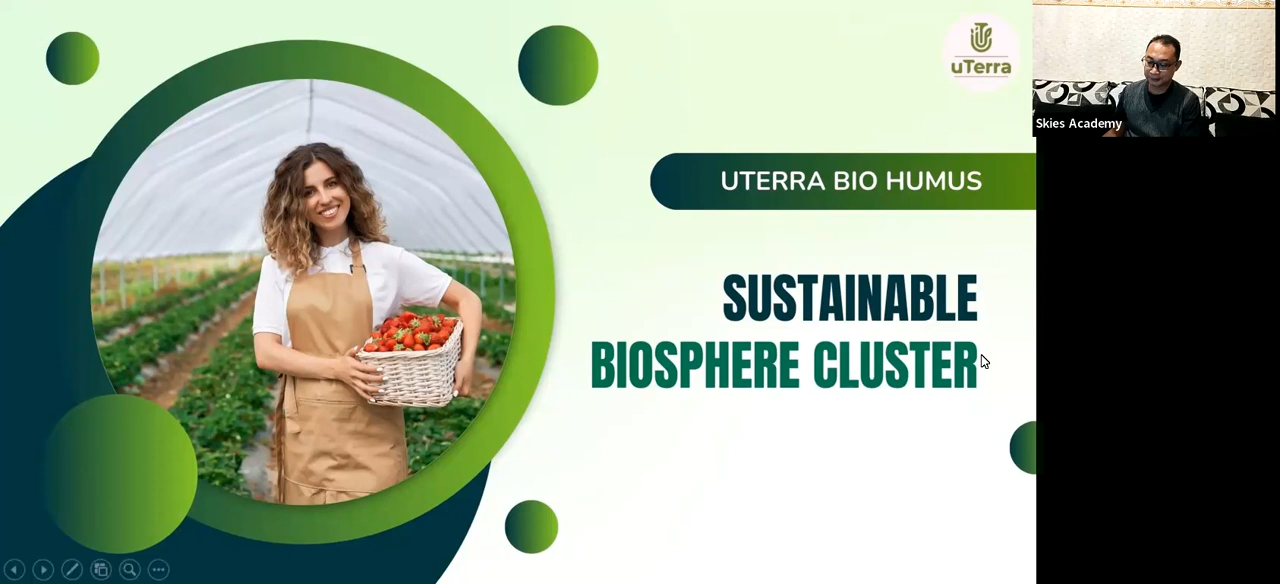 uTerra
Skies Academy
UTERRA BIO HUMUS
SUSTAINABLE
BIOSPHERE CLUSTER